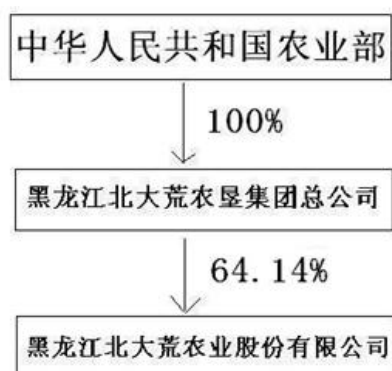 中华人民共和国农业部
100%
黑龙江北大荒农垦集团总公司
64.14%
黑龙江北大荒农业股份有限公司